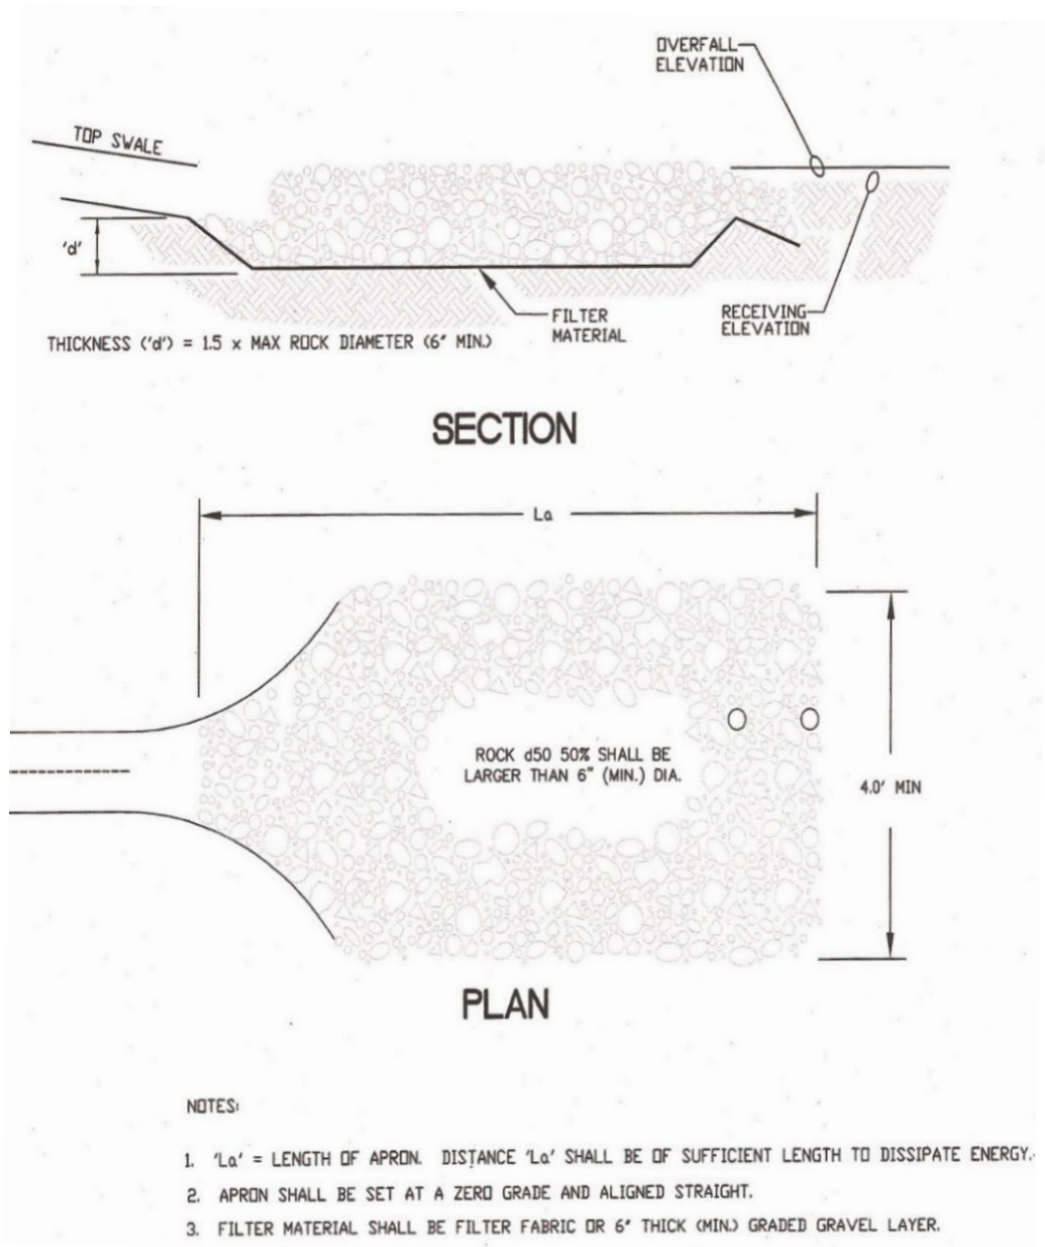 OVERFALL
ELEVATION
TOP SWALE
'd'
FILTER
MATERIAL
RECEIVING
ELEVATION
THICKNESS ('d') = 1.5 x MAX ROCK DIAMETER (6" MIN.)
SECTION
La
ROCK d50 50% SHALL BE
LARGER THAN 6" (MIN.) DIA.
4.0' MIN
PLAN
NOTES:
1. 'La' = LENGTH OF APRON. DISTANCE 'La' SHALL BE OF SUFFICIENT LENGTH TO DISSIPATE ENERGY.
2. APRON SHALL BE SET AT A ZERO GRADE AND ALIGNED STRAIGHT.
3. FILTER MATERIAL SHALL BE FILTER FABRIC OR 6" THICK (MIN.) GRADED GRAVEL LAYER.